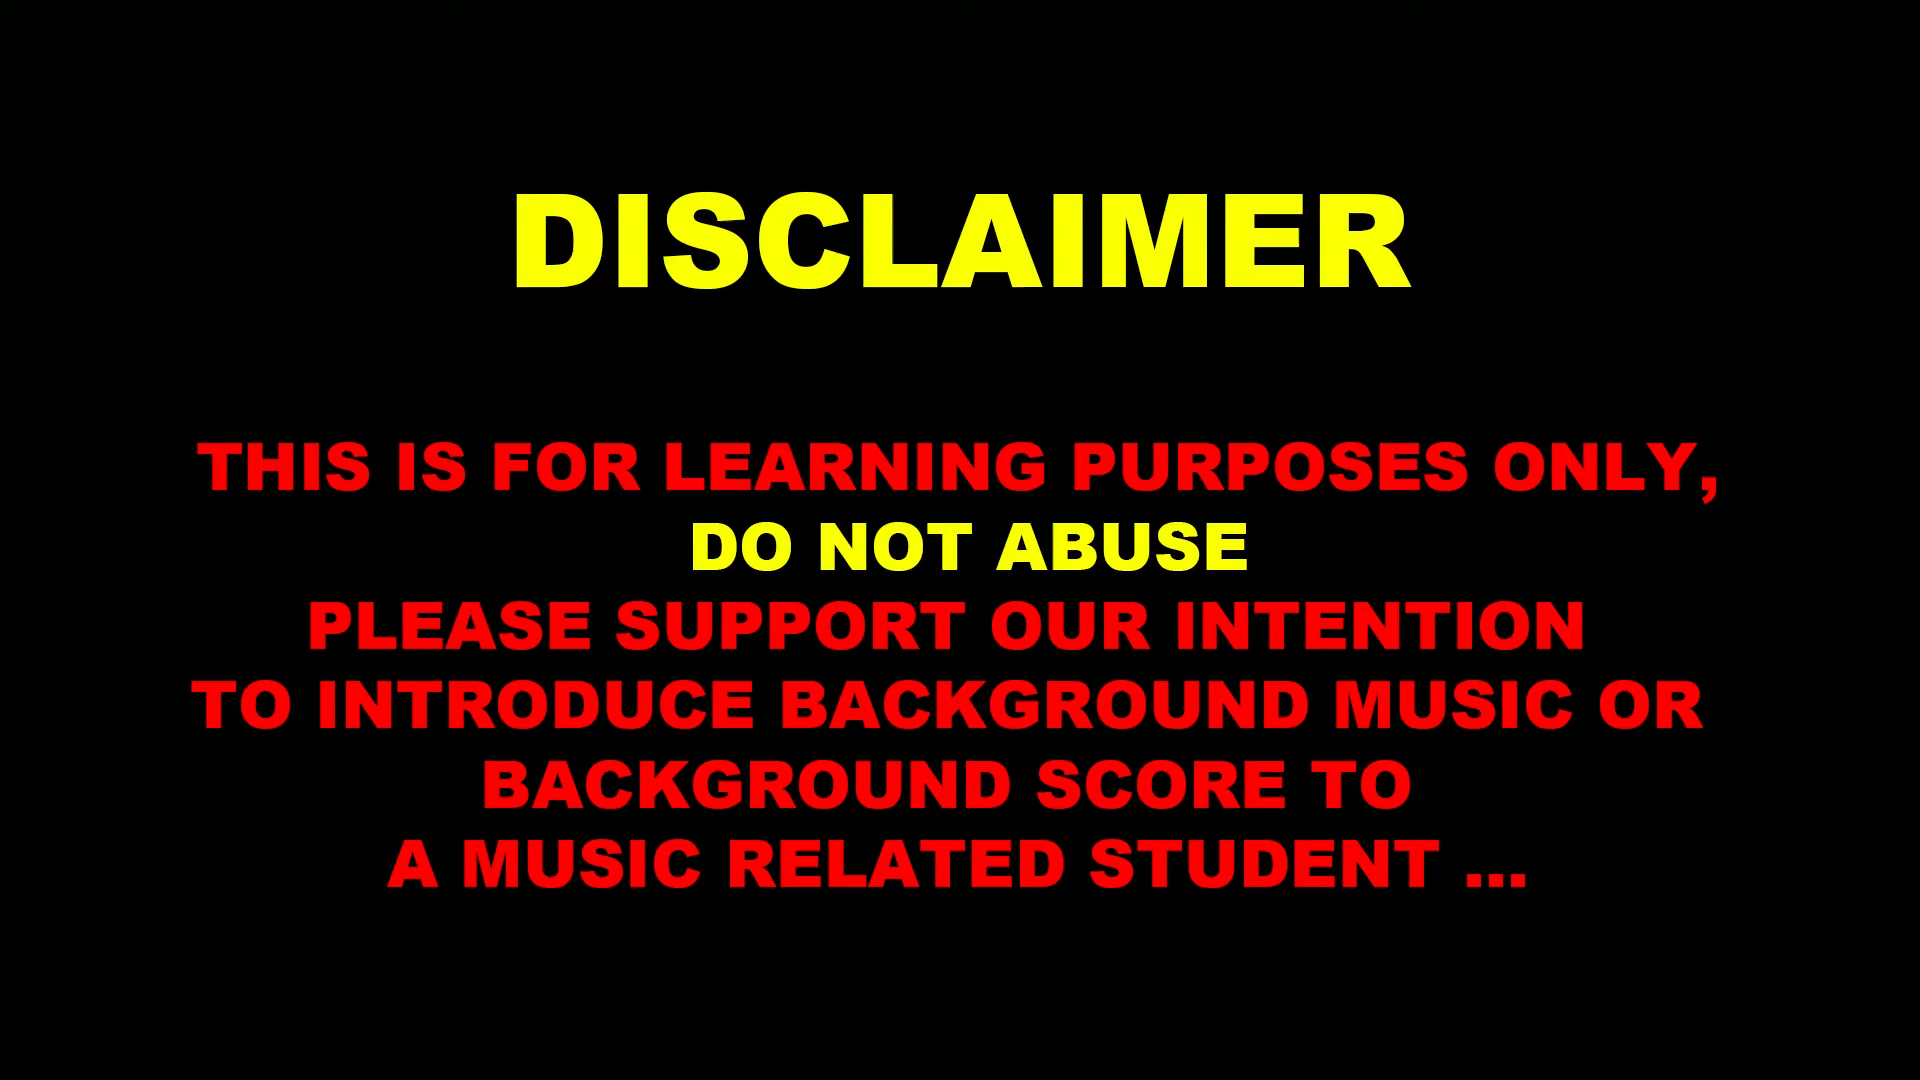 DISCLAIMER
THIS IS FOR LEARNING PURPOSES ONLY,
DO NOT ABUSE
PLEASE SUPPORT OUR INTENTION
TO INTRODUCE BACKGROUND MUSIC OR
BACKGROUND SCORE TO
A MUSIC RELATED STUDENT ...